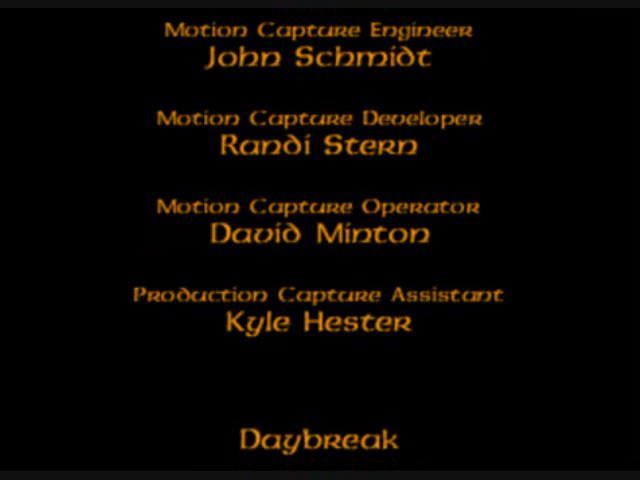 Motion Capture Engineer
John Schmidt
Motion Capture Developer
Randi Stern
Motion Capture Operator
David Minton
Production Capture Assistant
Kyle Hester
Daybreak